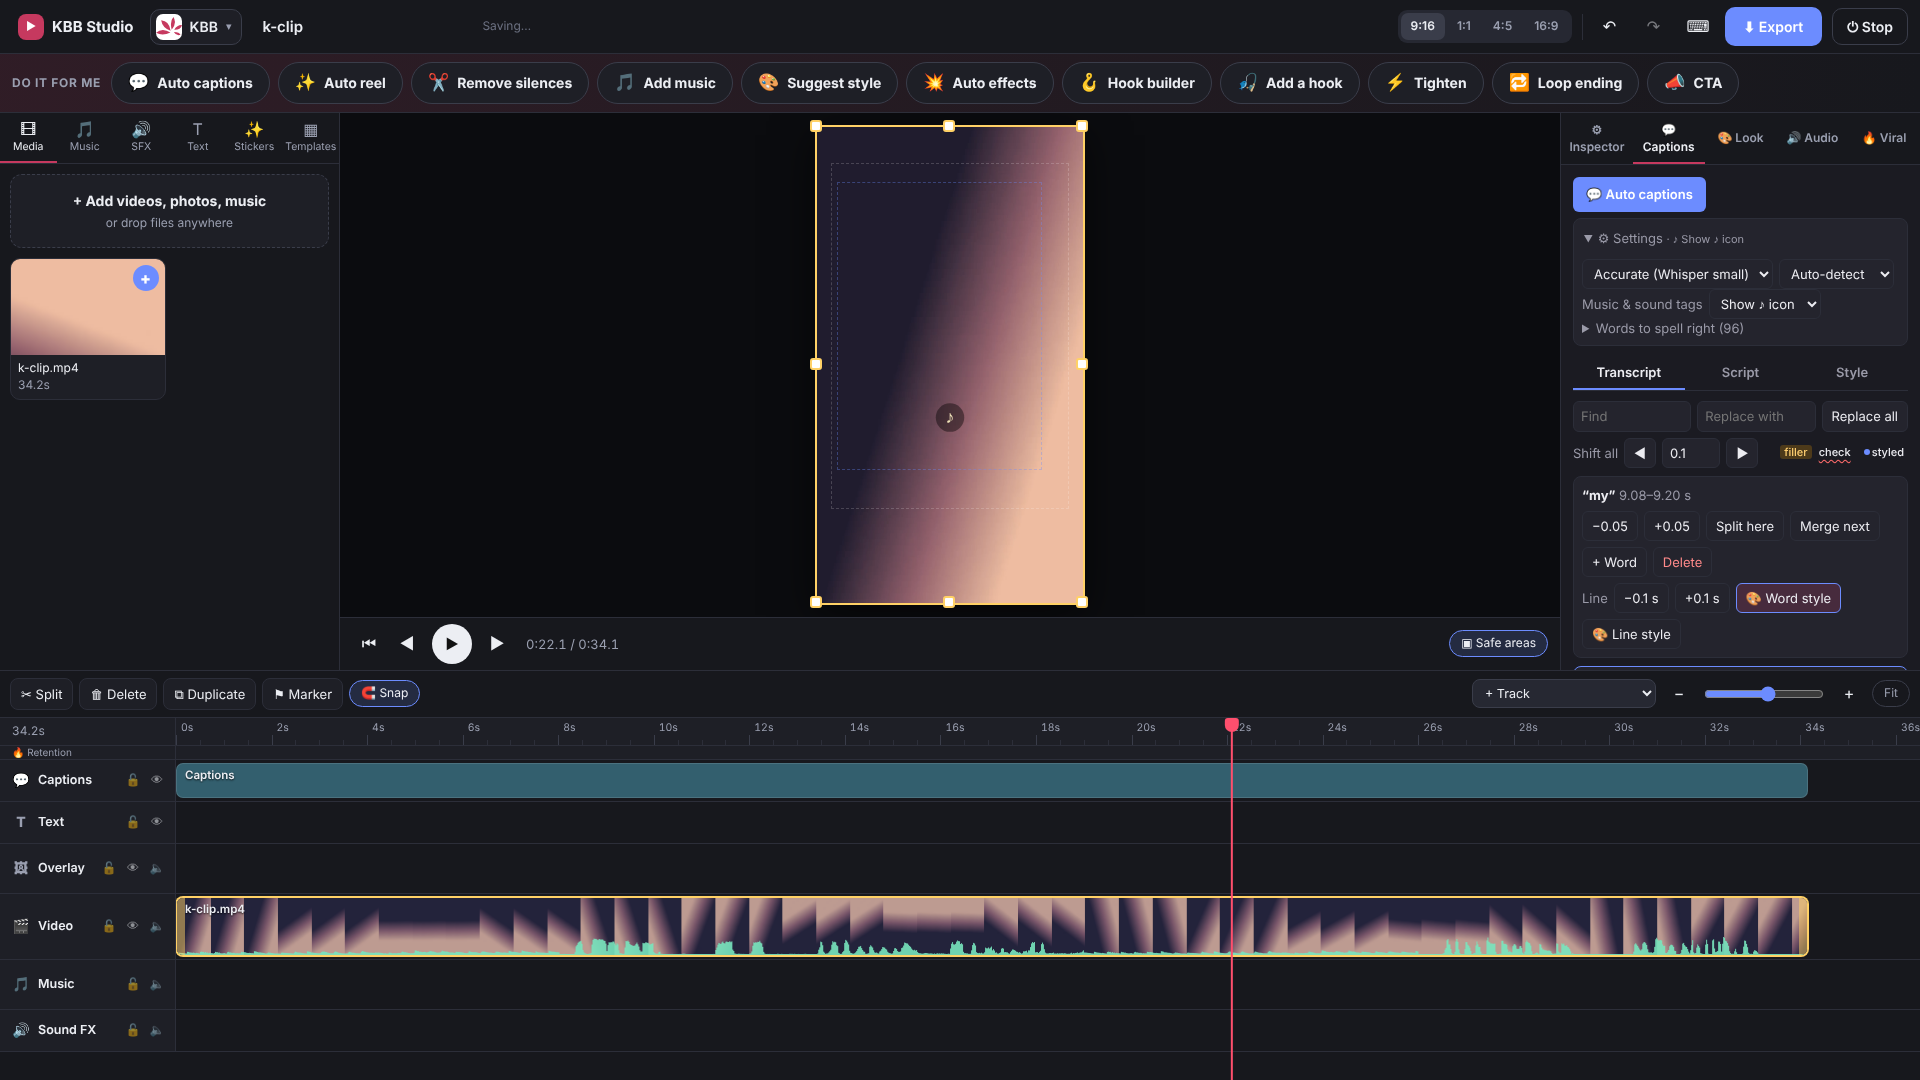 KBB Studio
KBB
k-clip
Saving...
9:16 1:1 4:5 16:9
Export
Stop
DO IT FOR ME
Auto captions
Auto reel
Remove silences
Add music
Suggest style
Auto effects
Hook builder
Add a hook
Tighten
Loop ending
CTA
Media
Music
SFX
Text
Stickers
Templates
+ Add videos, photos, music
or drop files anywhere
k-clip.mp4
34.2s
0:22.1 / 0:34.1
Safe areas
Inspector
Captions
Look
Audio
Viral
Auto captions
Settings · ♪ Show ♪ icon
Accurate (Whisper small)
Auto-detect
Music & sound tags
Show ♪ icon
Words to spell right (96)
Transcript
Script
Style
Find
Replace with
Replace all
Shift all
0.1
filler
check
styled
“my” 9.08–9.20 s
−0.05
+0.05
Split here
Merge next
+ Word
Delete
Line
−0.1 s
+0.1 s
Word style
Line style
Split
Delete
Duplicate
Marker
Snap
+ Track
−
+
Fit
34.2s
0s 2s 4s 6s 8s 10s 12s 14s 16s 18s 20s 22s 24s 26s 28s 30s 32s 34s 36s
Retention
Captions
Captions
Text
Overlay
Video
k-clip.mp4
Music
Sound FX